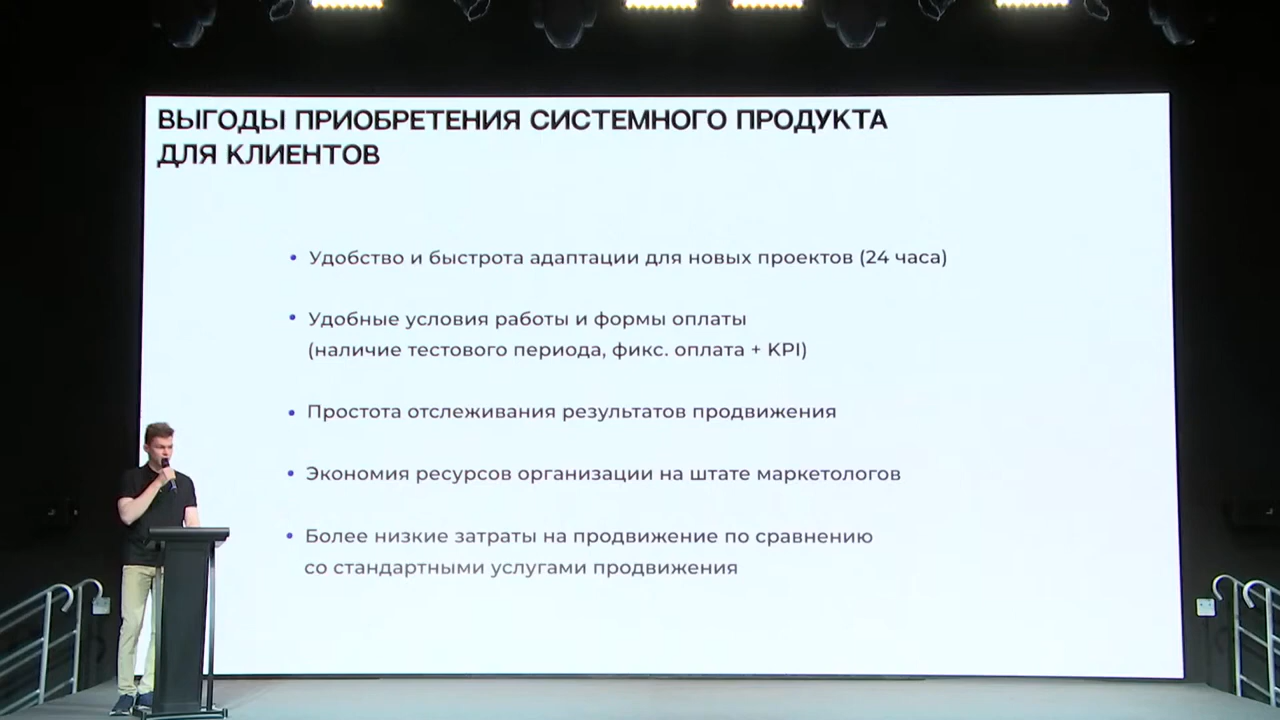 ВЫГОДЫ ПРИОБРЕТЕНИЯ СИСТЕМНОГО ПРОДУКТА
ДЛЯ КЛИЕНТОВ
• Удобство и быстрота адаптации для новых проектов (24 часа)
• Удобные условия работы и формы оплаты
(наличие тестового периода, фикс. оплата + KPI)
• Простота отслеживания результатов продвижения
• Экономия ресурсов организации на штате маркетологов
• Более низкие затраты на продвижение по сравнению
со стандартными услугами продвижения